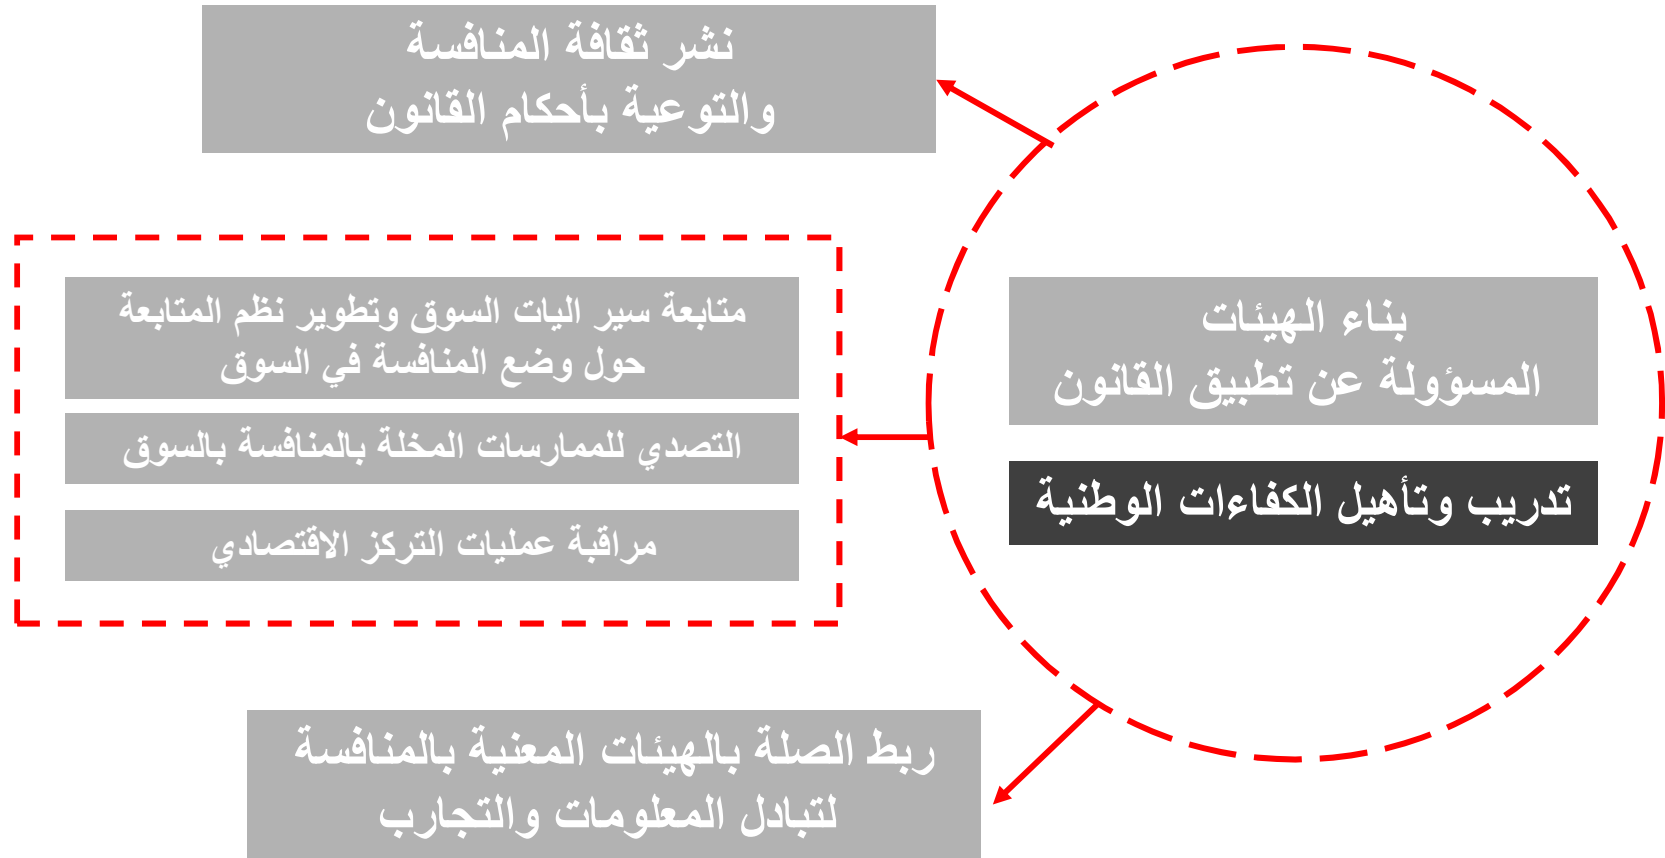 نشر ثقافة المنافسة
والتوعية بأحكام القانون
بناء الهيئات
المسؤولة عن تطبيق القانون
تدريب وتأهيل الكفاءات الوطنية
متابعة سير اليات السوق وتطوير نظم المتابعة
حول وضع المنافسة في السوق
التصدي للممارسات المخلة بالمنافسة بالسوق
مراقبة عمليات التركز الاقتصادي
ربط الصلة بالهيئات المعنية بالمنافسة
لتبادل المعلومات والتجارب